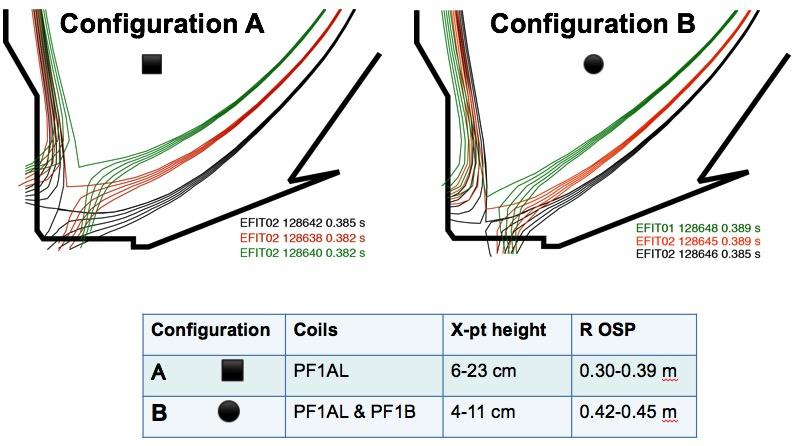 Configuration A
Configuration B
EFIT02 128642 0.385 s
EFIT02 128638 0.382 s
EFIT02 128640 0.382 s
EFIT01 128648 0.389 s
EFIT02 128645 0.389 s
EFIT02 128646 0.385 s
Configuration Coils X-pt height R OSP
A PF1AL 6-23 cm 0.30-0.39 m
B PF1AL & PF1B 4-11 cm 0.42-0.45 m